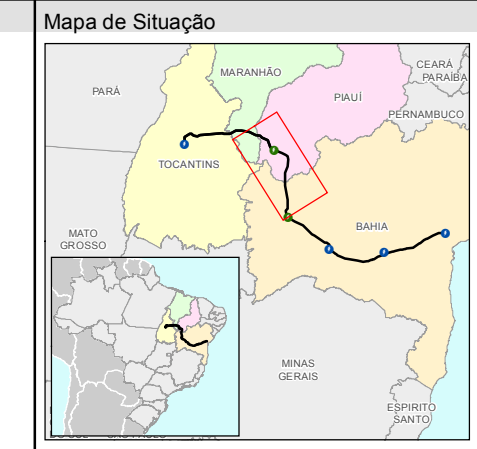 Mapa de Situação
CEARÁ
PARAÍBA
MARANHÃO
PARÁ
PIAUÍ
PERNAMBUCO
TOCANTINS
BAHIA
MATO
GROSSO
MINAS
GERAIS
ESPIRITO
SANTO